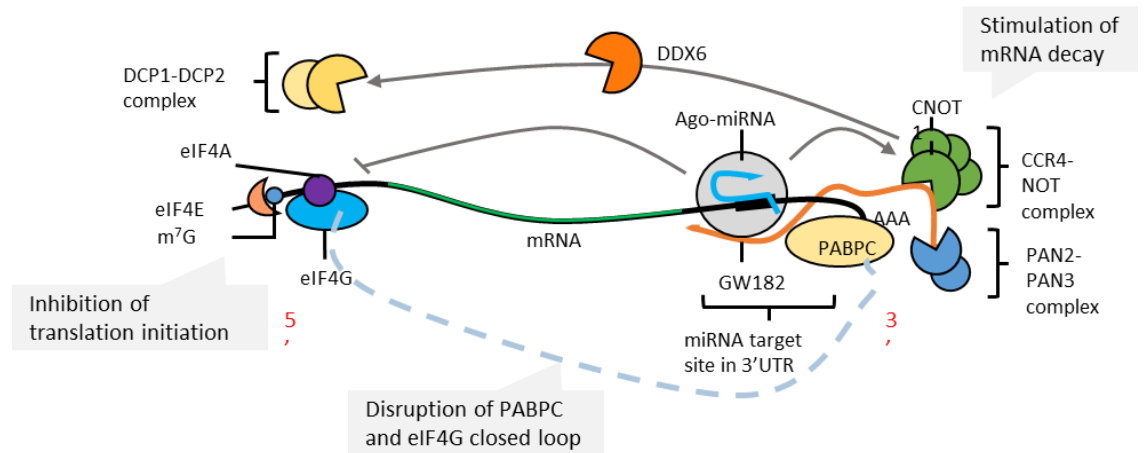 Stimulation of
mRNA decay
DDX6
DCP1-DCP2
complex
CNOT
1
Ago-miRNA
eIF4A
CCR4-
NOT
complex
eIF4E
m⁷G
AAA
mRNA
PABPC
eIF4G
GW182
PAN2-
PAN3
complex
Inhibition of
translation initiation
5
,
3
,
miRNA target
site in 3'UTR
Disruption of PABPC
and eIF4G closed loop